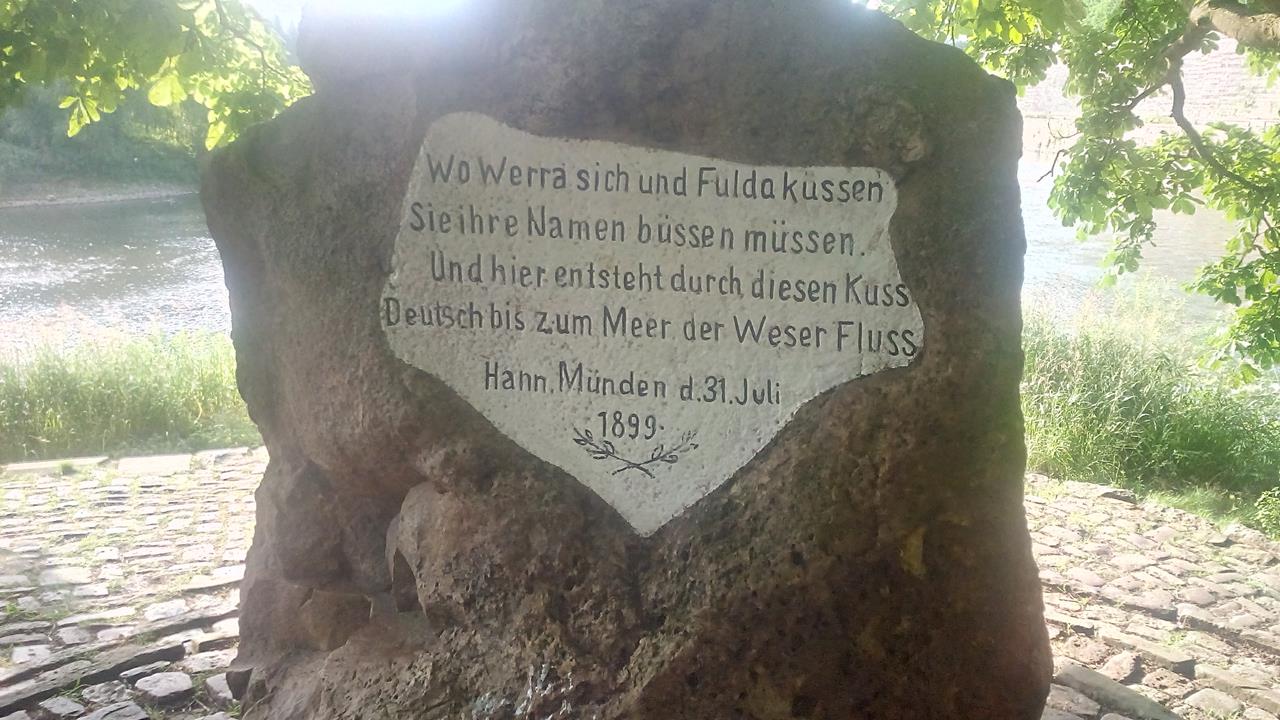 Wo Werra sich und Fulda küssen
Sie ihre Namen büssen müssen.
Und hier entsteht durch diesen Kuss
Deutsch bis zum Meer der Weser Fluss
Hann. Münden d. 31. Juli
1899.